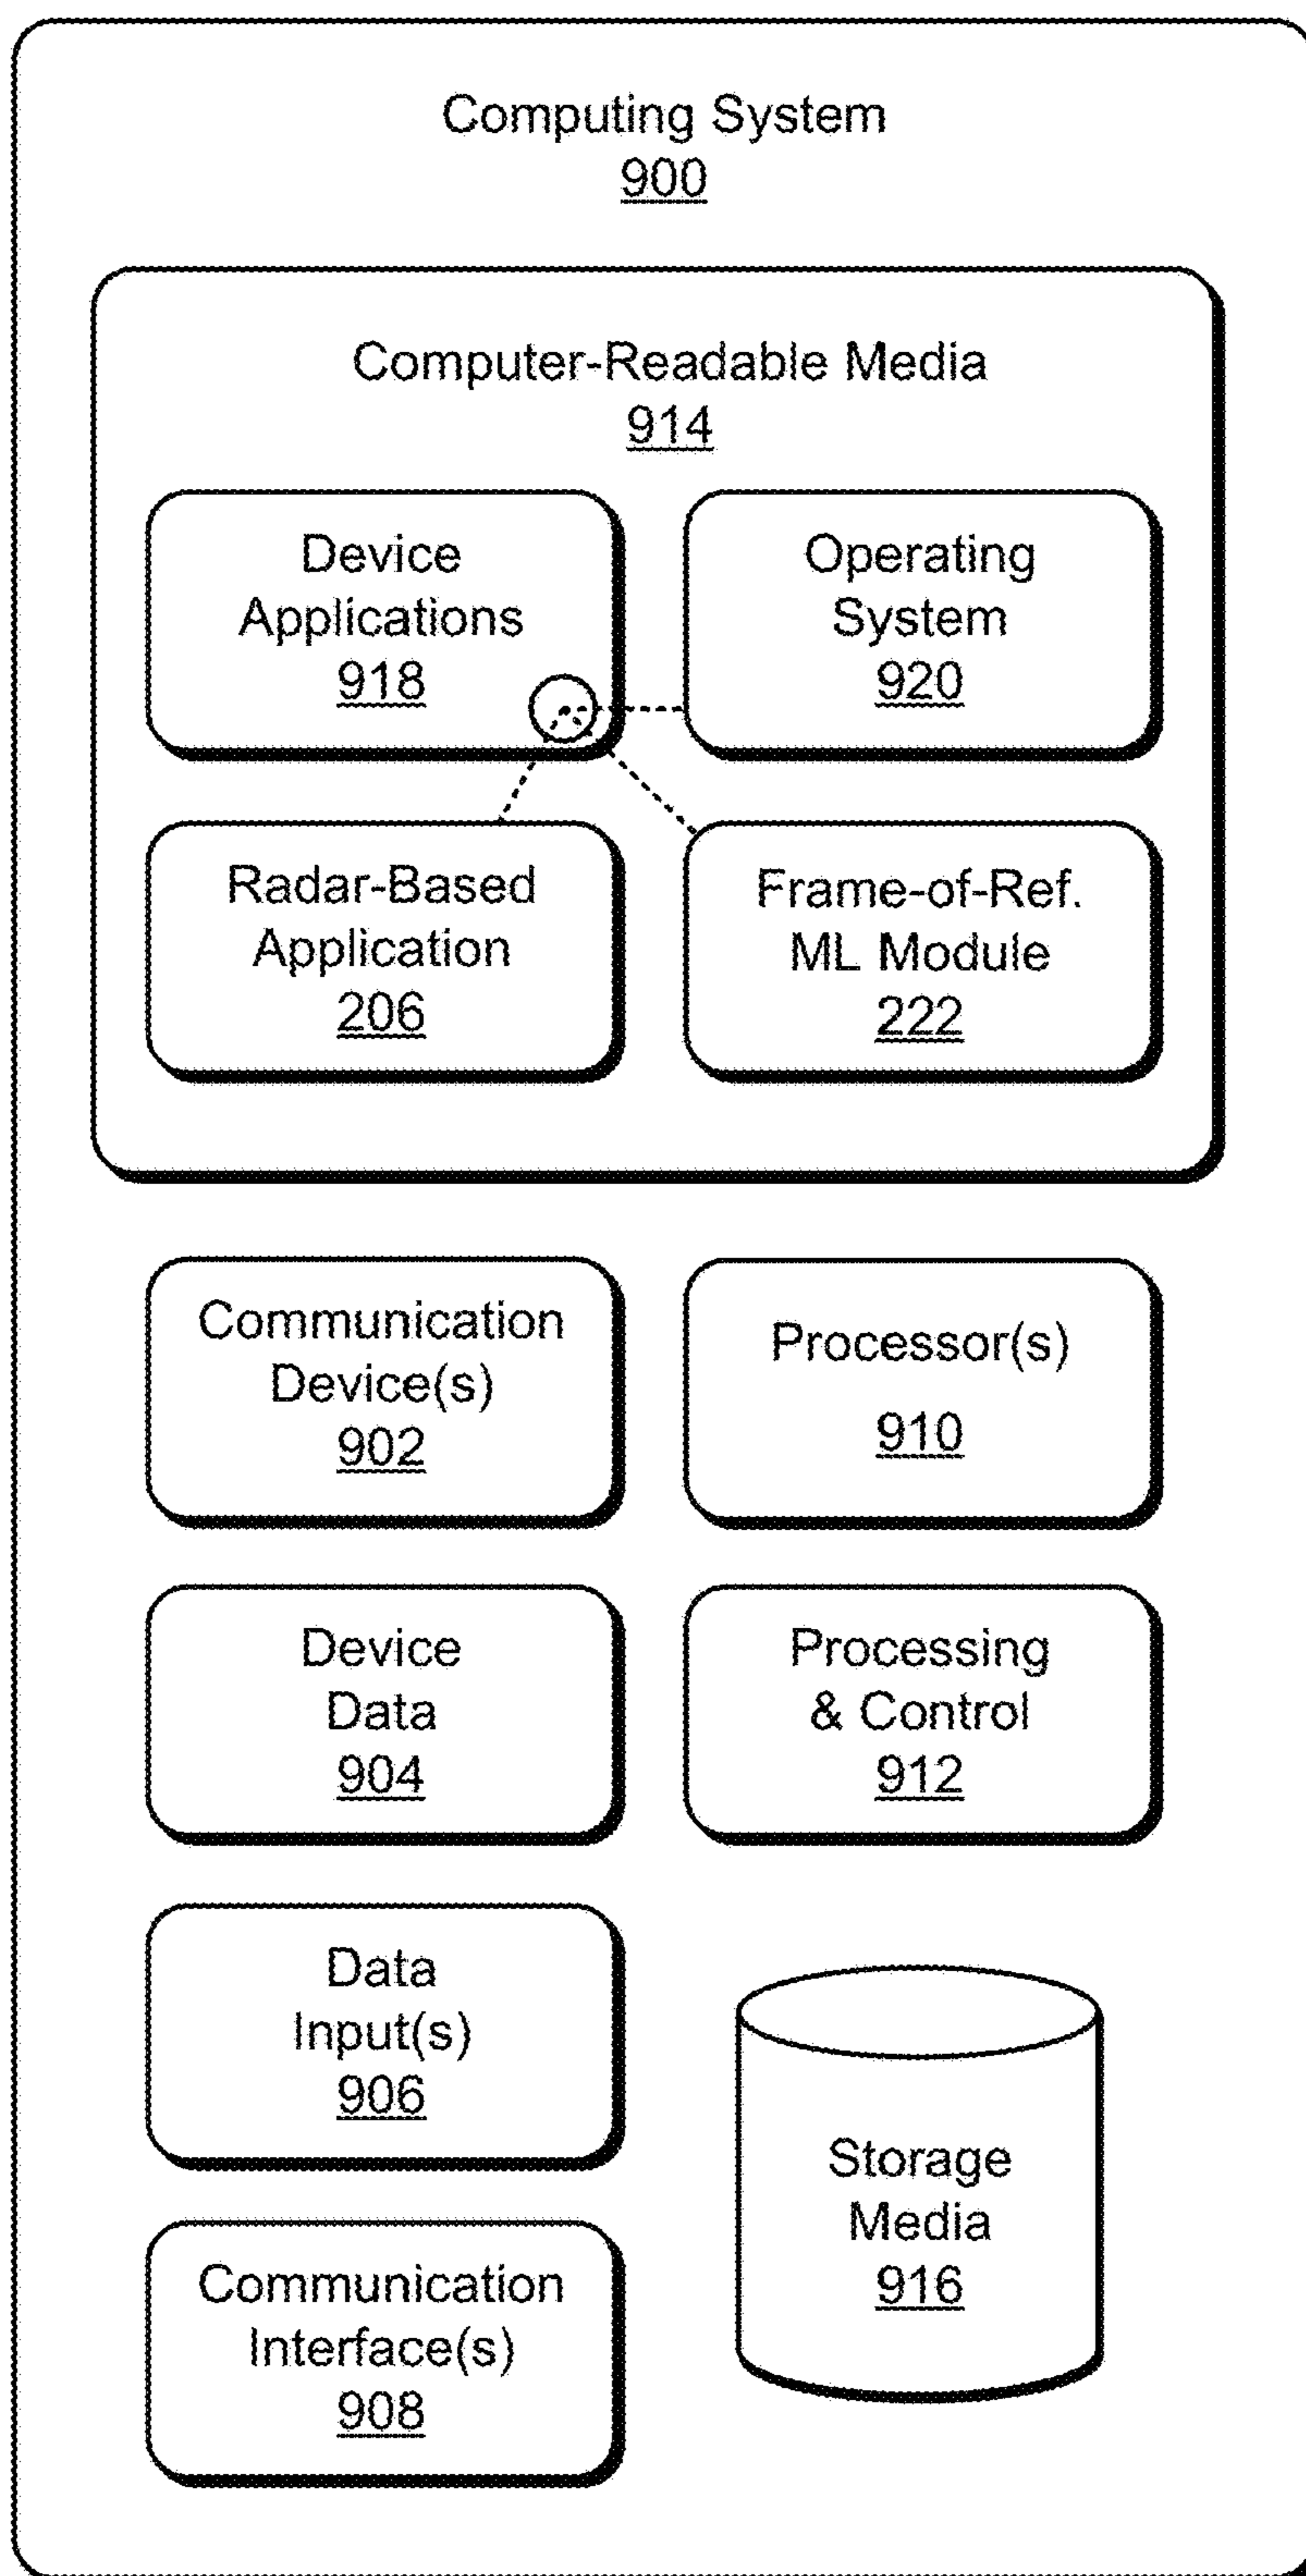 Computing System
900
Computer-Readable Media
914
Device
Applications
918
Operating
System
920
Radar-Based
Application
206
Frame-of-Ref.
ML Module
222
Communication
Device(s)
902
Processor(s)
910
Device
Data
904
Processing
& Control
912
Data
Input(s)
906
Storage
Media
916
Communication
Interface(s)
908